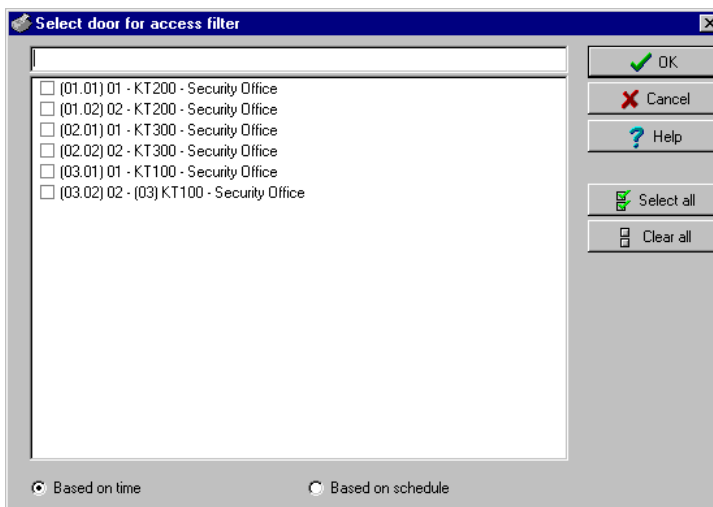 Select door for access filter
(01.01) 01 - KT200 - Security Office
(01.02) 02 - KT200 - Security Office
(02.01) 01 - KT300 - Security Office
(02.02) 02 - KT300 - Security Office
(03.01) 01 - KT100 - Security Office
(03.02) 02 - (03) KT100 - Security Office
OK
Cancel
Help
Select all
Clear all
Based on time
Based on schedule